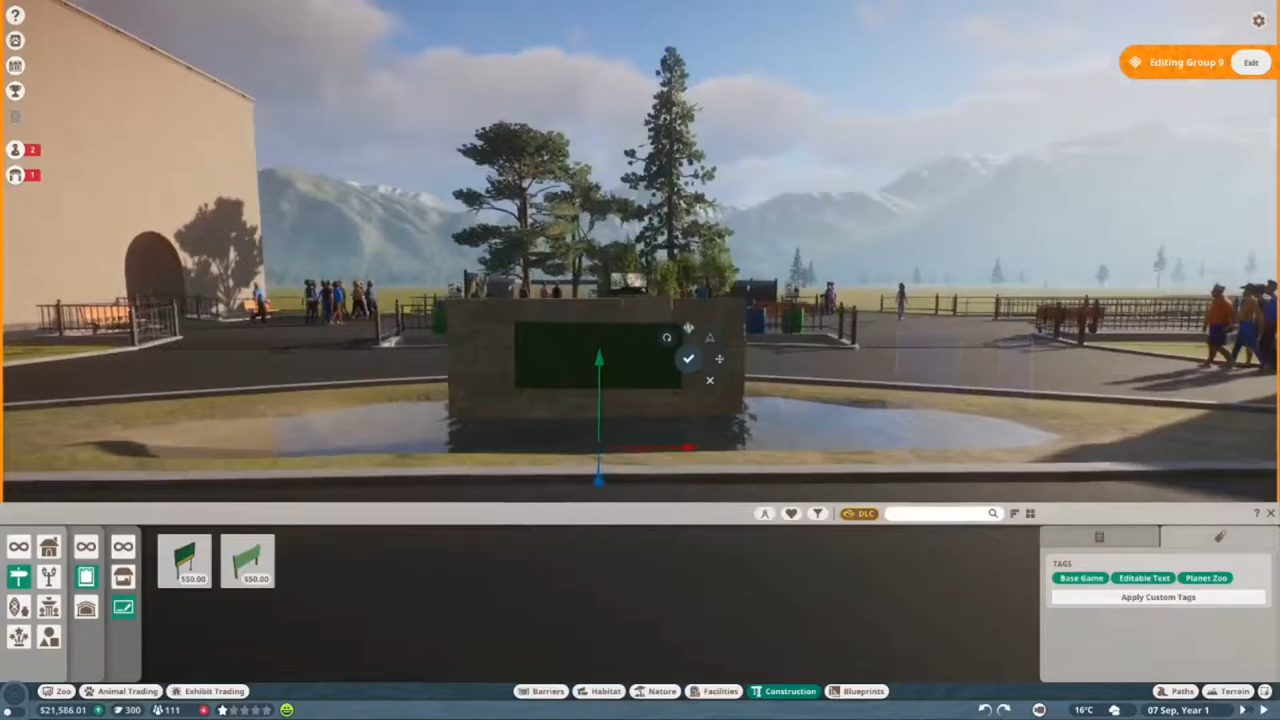 ?
Editing Group 9 Exit
2
1
DLC
? ×
$50.00 $50.00
TAGS
Base Game Editable Text Planet Zoo
Apply Custom Tags
Zoo Animal Trading Exhibit Trading Barriers Habitat Nature Facilities Construction Blueprints Paths Terrain
$21,586.01 300 111 16°C 07 Sep, Year 1